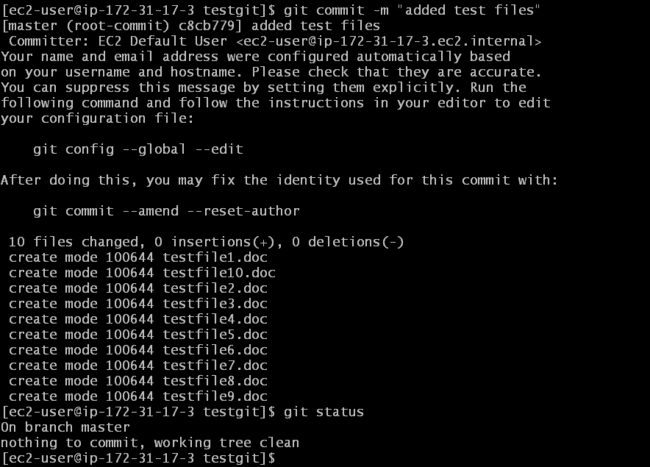 [ec2-user@ip-172-31-17-3 testgit]$ git commit -m "added test files"
[master (root-commit) c8cb779] added test files
 Committer: EC2 Default User <ec2-user@ip-172-31-17-3.ec2.internal>
Your name and email address were configured automatically based
on your username and hostname. Please check that they are accurate.
You can suppress this message by setting them explicitly. Run the
following command and follow the instructions in your editor to edit
your configuration file:

    git config --global --edit

After doing this, you may fix the identity used for this commit with:

    git commit --amend --reset-author

 10 files changed, 0 insertions(+), 0 deletions(-)
 create mode 100644 testfile1.doc
 create mode 100644 testfile10.doc
 create mode 100644 testfile2.doc
 create mode 100644 testfile3.doc
 create mode 100644 testfile4.doc
 create mode 100644 testfile5.doc
 create mode 100644 testfile6.doc
 create mode 100644 testfile7.doc
 create mode 100644 testfile8.doc
 create mode 100644 testfile9.doc
[ec2-user@ip-172-31-17-3 testgit]$ git status
On branch master
nothing to commit, working tree clean
[ec2-user@ip-172-31-17-3 testgit]$